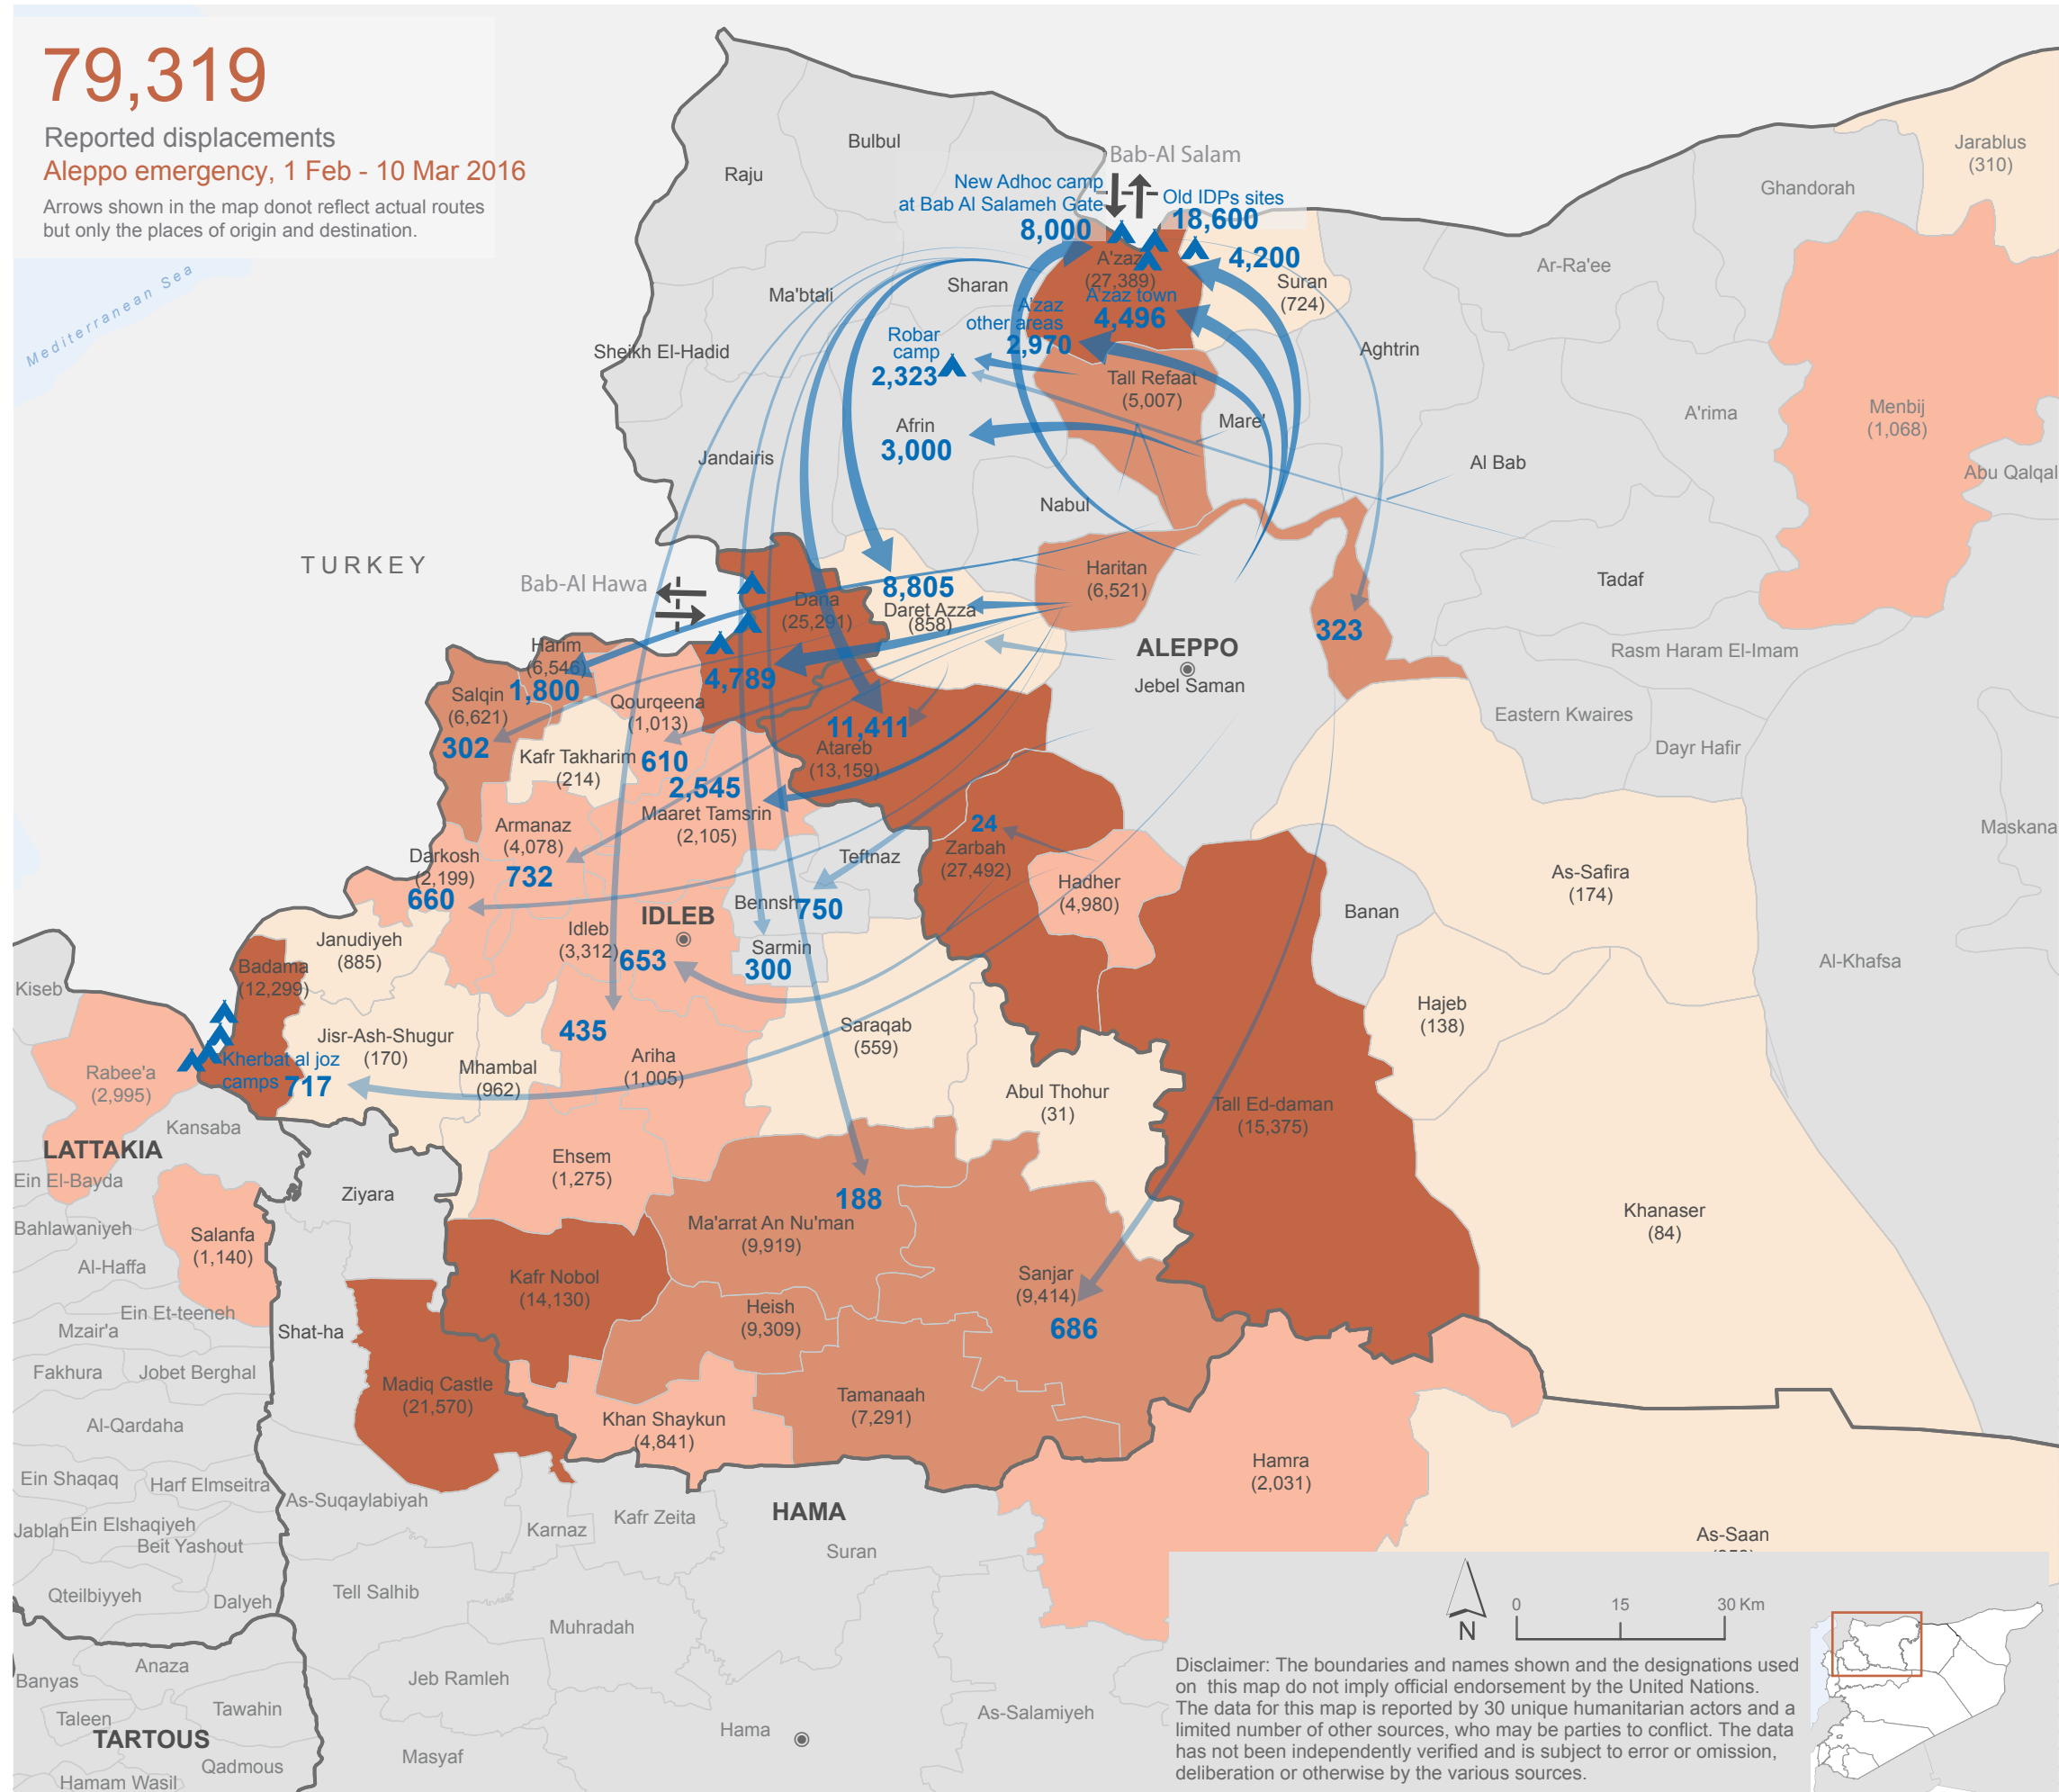 79,319
Reported displacements
Aleppo emergency, 1 Feb - 10 Mar 2016
Arrows shown in the map donot reflect actual routes
but only the places of origin and destination.
Mediterranean Sea
TURKEY
Bulbul
Raju
Bab-Al Salam
New Adhoc camp
at Bab Al Salameh Gate
8,000
Old IDPs sites
18,600
4,200
Jarablus
(310)
Ghandorah
A'zaz
(27,389)
A'zaz town
4,496
A'zaz
other areas
2,970
Suran
(724)
Ar-Ra'ee
Sharan
Ma'btali
Robar
camp
2,323
Sheikh El-Hadid
Aghtrin
Tall Refaat
(5,007)
Mare'
A'rima
Menbij
(1,068)
Afrin
3,000
Jandairis
Al Bab
Abu Qalqal
Nabul
Haritan
(6,521)
Tadaf
Bab-Al Hawa
Dana
(25,291)
8,805
Daret Azza
(858)
323
ALEPPO
Jebel Saman
Rasm Haram El-Imam
Harim
(6,546)
1,800
4,789
Salqin
(6,621)
302
Qourqeena
(1,013)
610
11,411
Atareb
(13,159)
Eastern Kwaires
Dayr Hafir
Kafr Takharim
(214)
2,545
Maaret Tamsrin
(2,105)
Armanaz
(4,078)
732
24
Zarbah
(27,492)
Maskana
Darkosh
(2,199)
660
Teftnaz
Hadher
(4,980)
As-Safira
(174)
Bennsh
750
IDLEB
Banan
Idleb
(3,312)
653
Sarmin
300
Janudiyeh
(885)
Badama
(12,299)
Al-Khafsa
Kiseb
Hajeb
(138)
Jisr-Ash-Shugur
(170)
435
Saraqab
(559)
Kherbat al joz
camps 717
Mhambal
(962)
Ariha
(1,005)
Rabee'a
(2,995)
Abul Thohur
(31)
Tall Ed-daman
(15,375)
Kansaba
LATTAKIA
Ein El-Bayda
Ehsem
(1,275)
Ziyara
188
Ma'arrat An Nu'man
(9,919)
Khanaser
(84)
Bahlawaniyeh
Salanfa
(1,140)
Al-Haffa
Kafr Nobol
(14,130)
Sanjar
(9,414)
686
Ein Et-teeneh
Mzair'a
Shat-ha
Heish
(9,309)
Fakhura
Jobet Berghal
Madiq Castle
(21,570)
Tamanaah
(7,291)
Al-Qardaha
Khan Shaykun
(4,841)
Hamra
(2,031)
Ein Shaqaq
Harf Elmseitra
As-Suqaylabiyah
HAMA
Kafr Zeita
Karnaz
Jablah
Ein Elshaqiyeh
Beit Yashout
Suran
As-Saan
Qteilbiyyeh
Dalyeh
Tell Salhib
Muhradah
Anaza
Banyas
Jeb Ramleh
Tawahin
Taleen
TARTOUS
Hama
As-Salamiyeh
Masyaf
Qadmous
Hamam Wasil
N
0 15 30 Km
Disclaimer: The boundaries and names shown and the designations used
on this map do not imply official endorsement by the United Nations.
The data for this map is reported by 30 unique humanitarian actors and a
limited number of other sources, who may be parties to conflict. The data
has not been independently verified and is subject to error or omission,
deliberation or otherwise by the various sources.